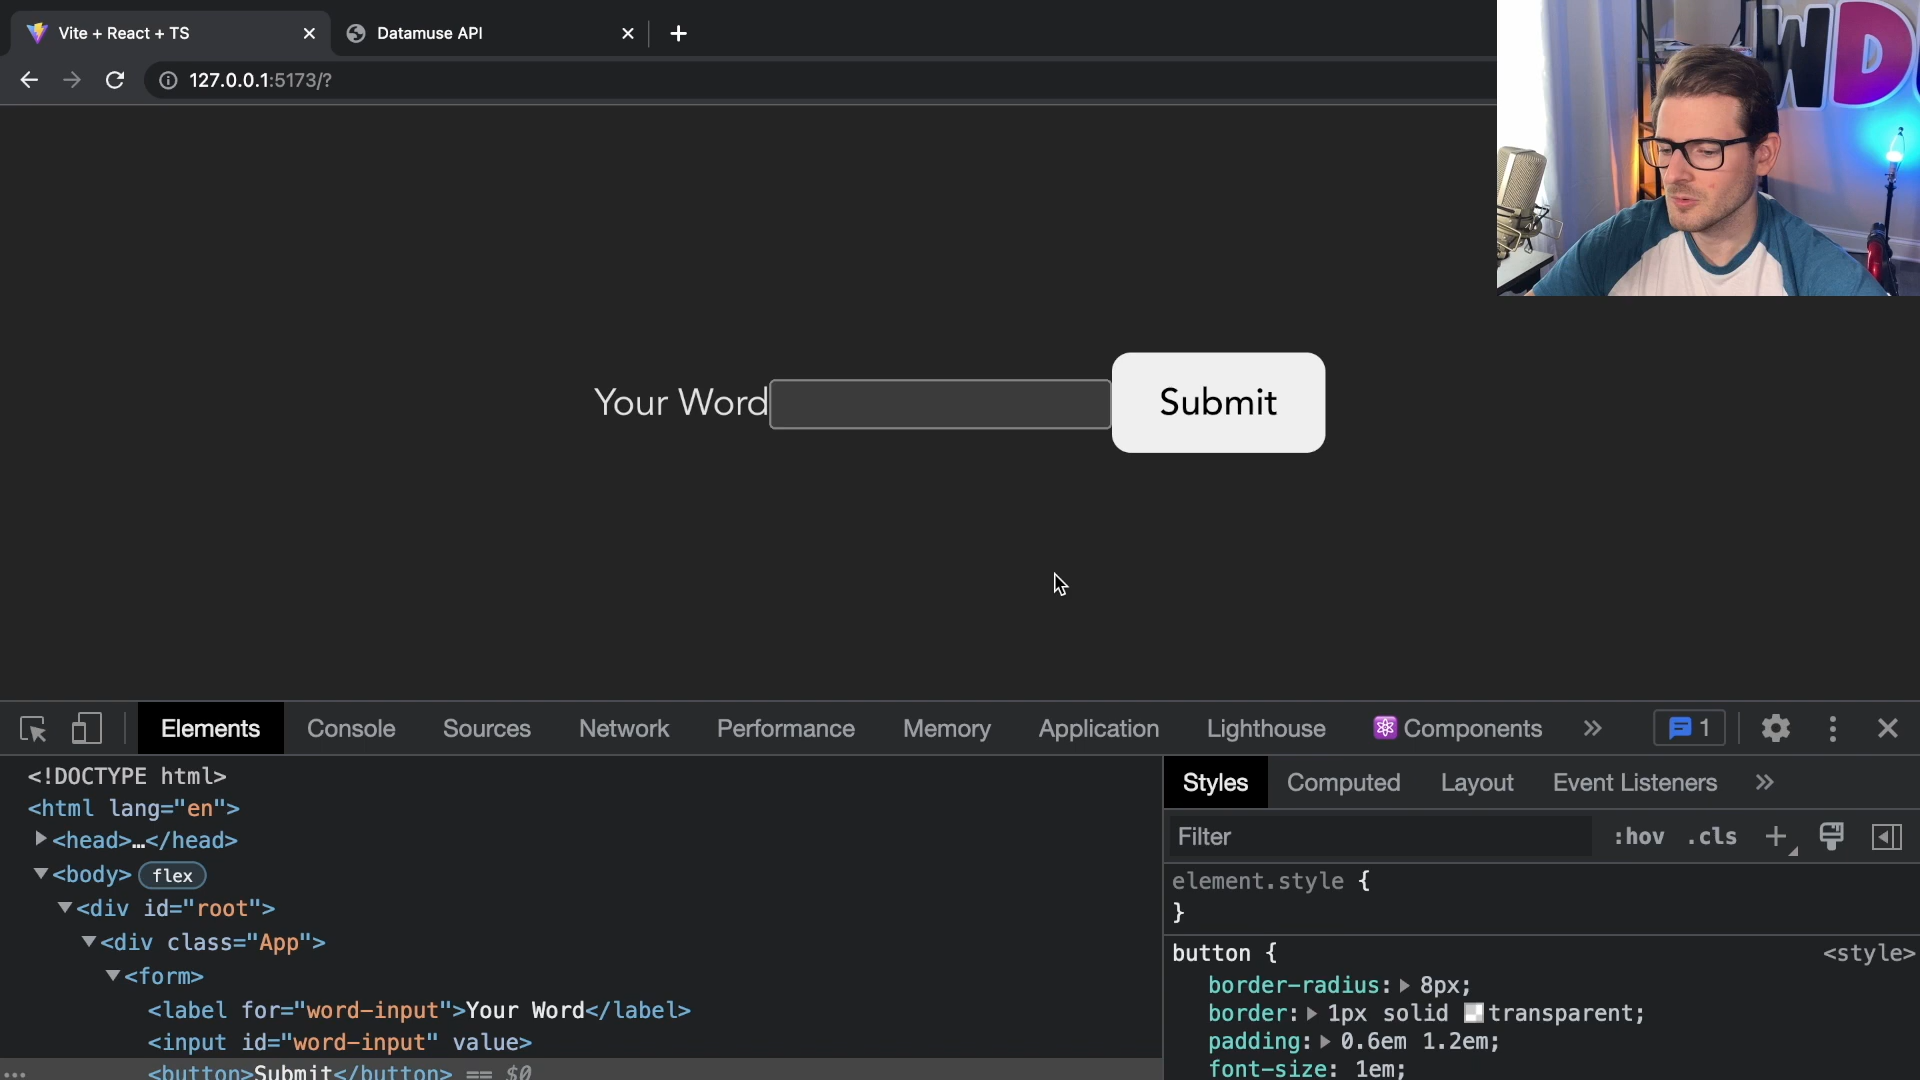 Vite + React + TS
Datamuse API
127.0.0.1:5173/?
WD
Your Word
Submit
Elements
Console
Sources
Network
Performance
Memory
Application
Lighthouse
Components
1
<!DOCTYPE html>
<html lang="en">
<head>…</head>
<body> flex
<div id="root">
<div class="App">
<form>
<label for="word-input">Your Word</label>
<input id="word-input" value>
<button>Submit</button> == $0
Styles
Computed
Layout
Event Listeners
Filter
:hov .cls
element.style {
}
button { <style>
border-radius: 8px;
border: 1px solid transparent;
padding: 0.6em 1.2em;
font-size: 1em;